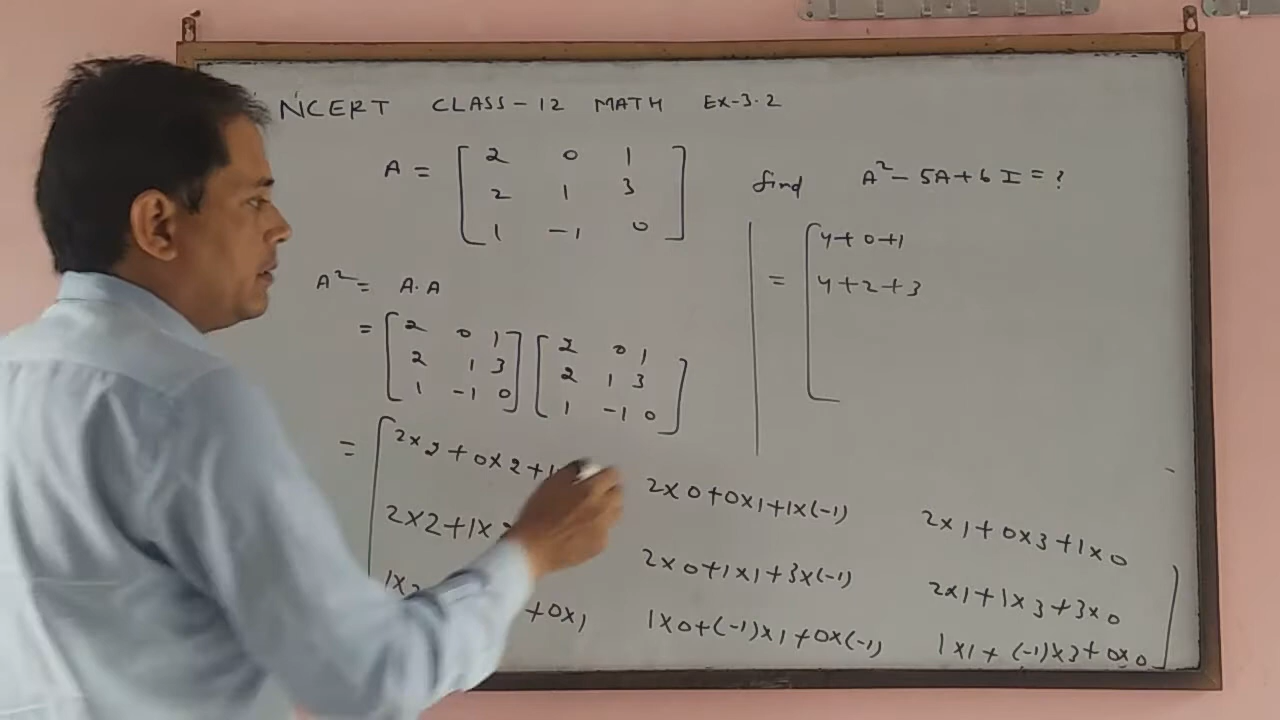 NCERT CLASS-12 MATH EX-3.2
A = [ 2 0 1
2 1 3
1 -1 0 ]
find A² - 5A + 6 I = ?
A² = A.A
= [ 2 0 1 ] [ 2 0 1
2 1 3 2 1 3
1 -1 0 1 -1 0 ]
= [ 2×2 + 0×2 + 2×0+0×1+1×(-1) 2×1+0×3+1×0
2×2+1× 2×0+1×1+3×(-1) 2×1+1×3+3×0
1× +0×1 1×0+(-1)×1+0×(-1) 1×1+(-1)×3+0×0 ]
= [ 4+0+1
4+2+3